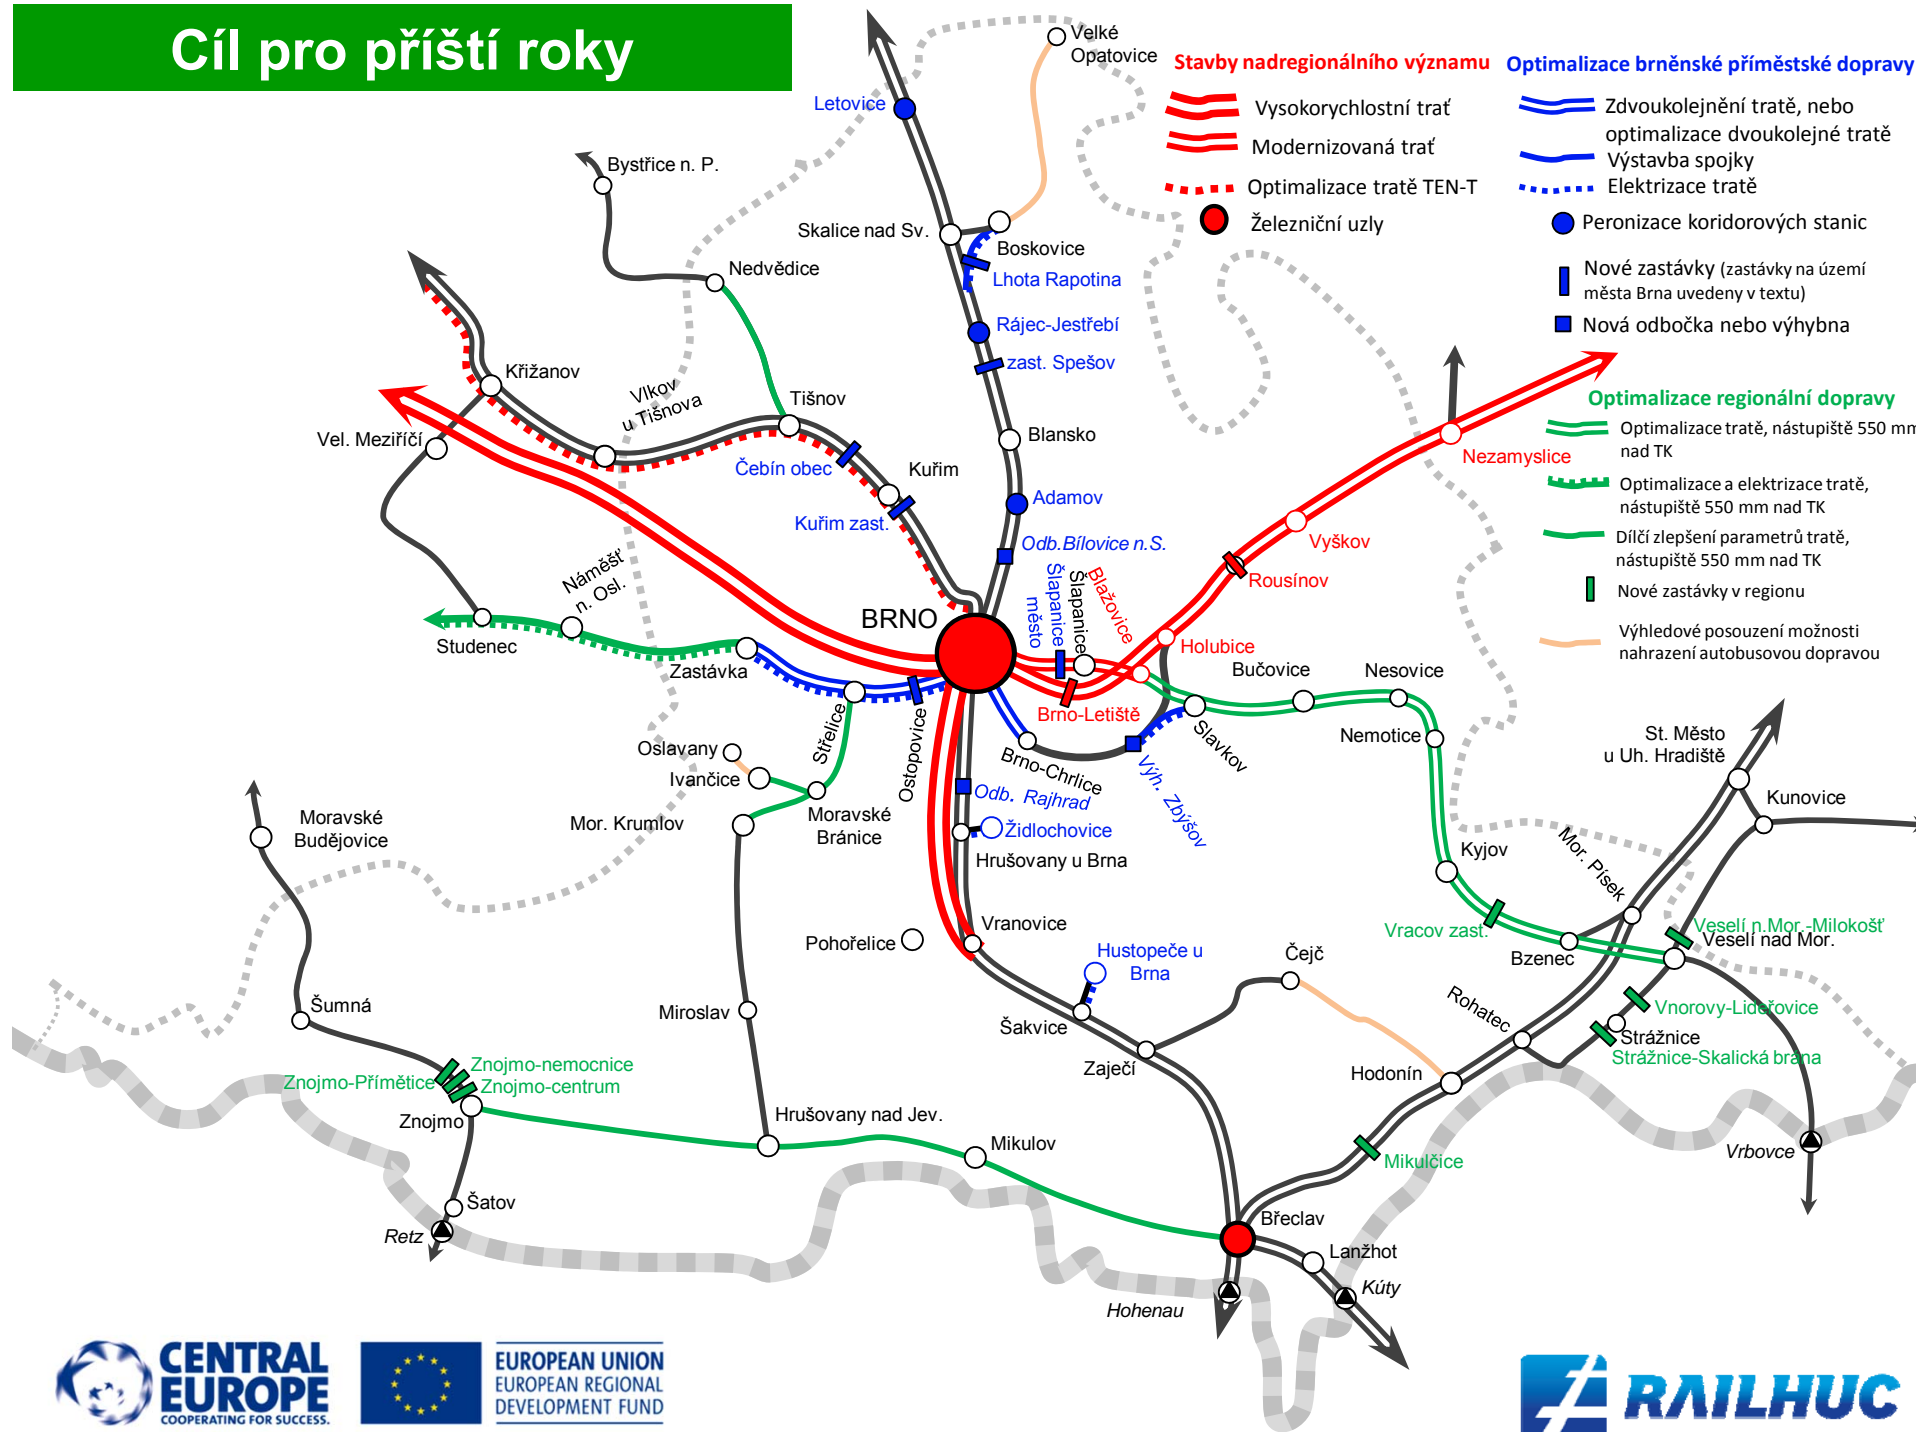 Cíl pro příští roky
Velké
Opatovice
Letovice
Bystřice n. P.
Skalice nad Sv.
Boskovice
Nedvědice
Lhota Rapotina
Rájec-Jestřebí
zast. Spešov
Křižanov
Vlkov
u Tišnova
Tišnov
Vel. Meziříčí
Blansko
Čebín obec
Kuřim
Kuřim zast.
Adamov
Odb.Bílovice n.S.
Náměšť
n. Osl.
BRNO
Studenec
Zastávka
Šlapanice
město
Šlapanice
Blažovice
Holubice
Rousínov
Vyškov
Nezamyslice
Brno-Letiště
Bučovice
Nesovice
Slavkov
Nemotice
Střelice
Ostopovice
Oslavany
Ivančice
Brno-Chrlice
Výh. Zbýšov
Odb. Rajhrad
Židlochovice
Hrušovany u Brna
Moravské
Bránice
Mor. Krumlov
Moravské
Budějovice
St. Město
u Uh. Hradiště
Kunovice
Kyjov
Mor. Písek
Vranovice
Pohořelice
Hustopeče u
Brna
Čejč
Vracov zast.
Bzenec
Veselí n.Mor.-Milokošť
Veselí nad Mor.
Šumná
Miroslav
Šakvice
Zaječí
Rohatec
Vnorovy-Lideřovice
Strážnice
Strážnice-Skalická brána
Hodonín
Znojmo-nemocnice
Znojmo-Přímětice
Znojmo-centrum
Znojmo
Hrušovany nad Jev.
Mikulov
Mikulčice
Vrbovce
Šatov
Retz
Břeclav
Lanžhot
Kúty
Hohenau
Stavby nadregionálního významu
Vysokorychlostní trať
Modernizovaná trať
Optimalizace tratě TEN-T
Železniční uzly
Optimalizace brněnské příměstské dopravy
Zdvoukolejnění tratě, nebo
optimalizace dvoukolejné tratě
Výstavba spojky
Elektrizace tratě
Peronizace koridorových stanic
Nové zastávky (zastávky na území
města Brna uvedeny v textu)
Nová odbočka nebo výhybna
Optimalizace regionální dopravy
Optimalizace tratě, nástupiště 550 mm
nad TK
Optimalizace a elektrizace tratě,
nástupiště 550 mm nad TK
Dílčí zlepšení parametrů tratě,
nástupiště 550 mm nad TK
Nové zastávky v regionu
Výhledové posouzení možnosti
nahrazení autobusovou dopravou
CENTRAL
EUROPE
COOPERATING FOR SUCCESS.
EUROPEAN UNION
EUROPEAN REGIONAL
DEVELOPMENT FUND
RAILHUC